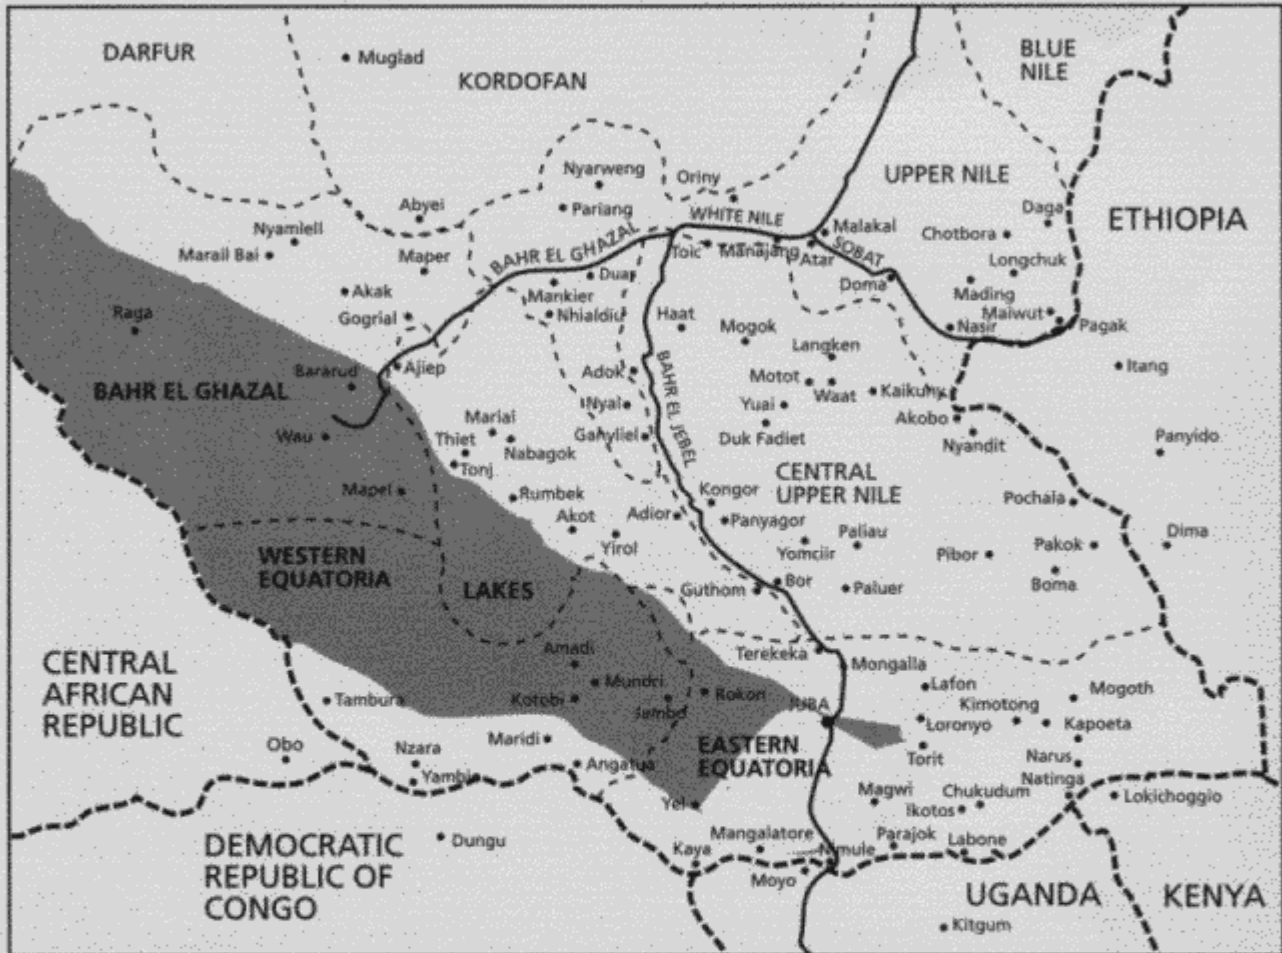 DARFUR
Muglad
KORDOFAN
BLUE
NILE
UPPER NILE
ETHIOPIA
Nyarweng
Oriny
Abyei
Pariang
WHITE NILE
Malakal
Daga
Nyamlell
BAHR EL GHAZAL
SOBAT
Chotbora
Marail Bai
Maper
Toic
Manajang
Atar
Longchuk
Duar
Doma
Mading
Akak
Mankier
Maiwut
Raga
Gogrial
Nhialdiu
Haat
Mogok
Nasir
Pagak
Langken
Bararud
Ajiep
Adok
BAHR EL JEBEL
Itang
BAHR EL GHAZAL
Motot
Waat
Kaikuny
Nyal
Yuai
Akobo
Mariai
Wau
Thiet
Nabagok
Ganyliel
Duk Fadiet
Nyandit
Panyido
Tonj
CENTRAL
UPPER NILE
Mapel
Rumbek
Kongor
Pochala
Akot
Adior
Panyagor
Paliau
Dima
Yirol
Yomciir
Pibor
Pakok
WESTERN
EQUATORIA
LAKES
Guthom
Bor
Paluer
Boma
Amadi
Terekeka
Mongalla
CENTRAL
AFRICAN
REPUBLIC
Mundri
Rokon
Lafon
Mogoth
Tambura
Kotobi
Jambo
JUBA
Kimotong
Loronyo
Kapoeta
Obo
Nzara
Maridi
EASTERN
EQUATORIA
Torit
Narus
Yambio
Angatua
Natinga
Yei
Magwi
Chukudum
Lokichoggio
Ikotos
DEMOCRATIC
REPUBLIC OF
CONGO
Dungu
Mangalatore
Parajok
Labone
Kaya
Nimule
Moyo
UGANDA
KENYA
Kitgum